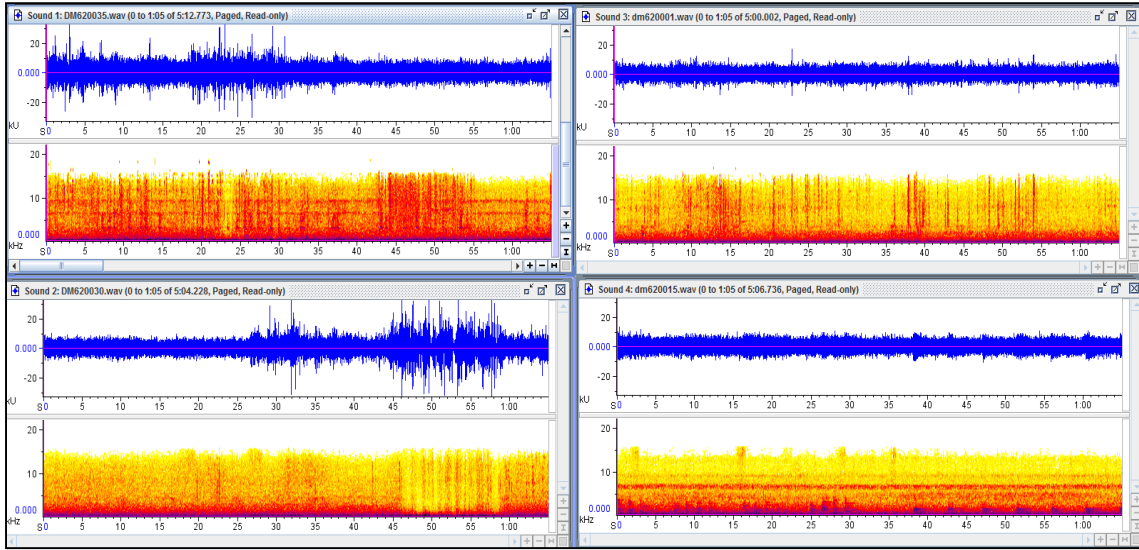 Sound 1: DM620035.wav (0 to 1:05 of 5:12.773, Paged, Read-only)
20
0.000
-20
kU
S0 5 10 15 20 25 30 35 40 45 50 55 1:00
20
10
0.000
kHz
S0 5 10 15 20 25 30 35 40 45 50 55 1:00
Sound 3: dm620001.wav (0 to 1:05 of 5:00.002, Paged, Read-only)
20
0.000
-20
kU
S0 5 10 15 20 25 30 35 40 45 50 55 1:00
20
10
0.000
kHz
S0 5 10 15 20 25 30 35 40 45 50 55 1:00
Sound 2: DM620030.wav (0 to 1:05 of 5:04.228, Paged, Read-only)
20
0.000
-20
kU
S0 5 10 15 20 25 30 35 40 45 50 55 1:00
20
10
0.000
kHz
S0 5 10 15 20 25 30 35 40 45 50 55 1:00
Sound 4: dm620015.wav (0 to 1:05 of 5:06.736, Paged, Read-only)
20
0.000
-20
kU
S0 5 10 15 20 25 30 35 40 45 50 55 1:00
20
10
0.000
kHz
S0 5 10 15 20 25 30 35 40 45 50 55 1:00